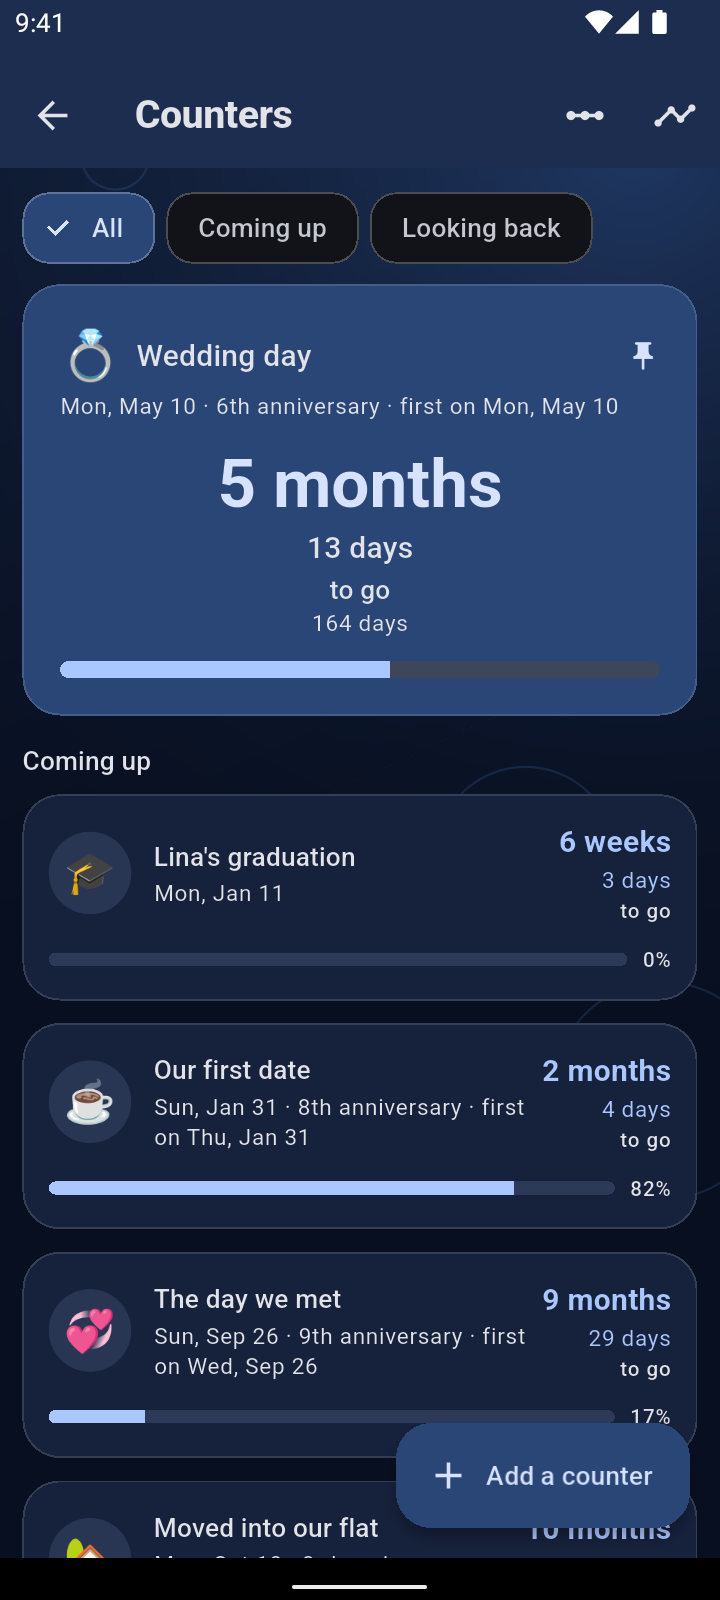 9:41
Counters
All
Coming up
Looking back
Wedding day
Mon, May 10 · 6th anniversary · first on Mon, May 10
5 months
13 days
to go
164 days
Coming up
Lina's graduation
Mon, Jan 11
6 weeks
3 days
to go
0%
Our first date
Sun, Jan 31 · 8th anniversary · first
on Thu, Jan 31
2 months
4 days
to go
82%
The day we met
Sun, Sep 26 · 9th anniversary · first
on Wed, Sep 26
9 months
29 days
to go
17%
Add a counter
Moved into our flat
10 months